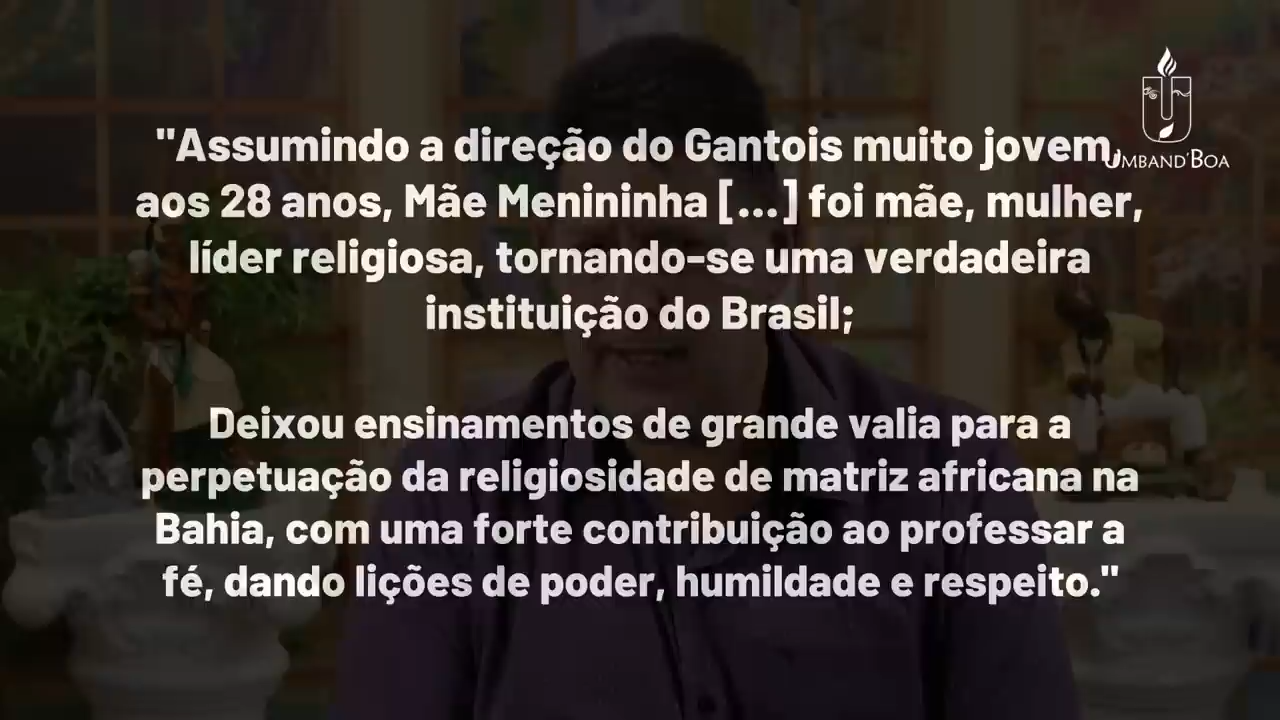 "Assumindo a direção do Gantois muito jovem,
UMBAND'BOA
aos 28 anos, Mãe Menininha [...] foi mãe, mulher,
líder religiosa, tornando-se uma verdadeira
instituição do Brasil;
Deixou ensinamentos de grande valia para a
perpetuação da religiosidade de matriz africana na
Bahia, com uma forte contribuição ao professar a
fé, dando lições de poder, humildade e respeito."